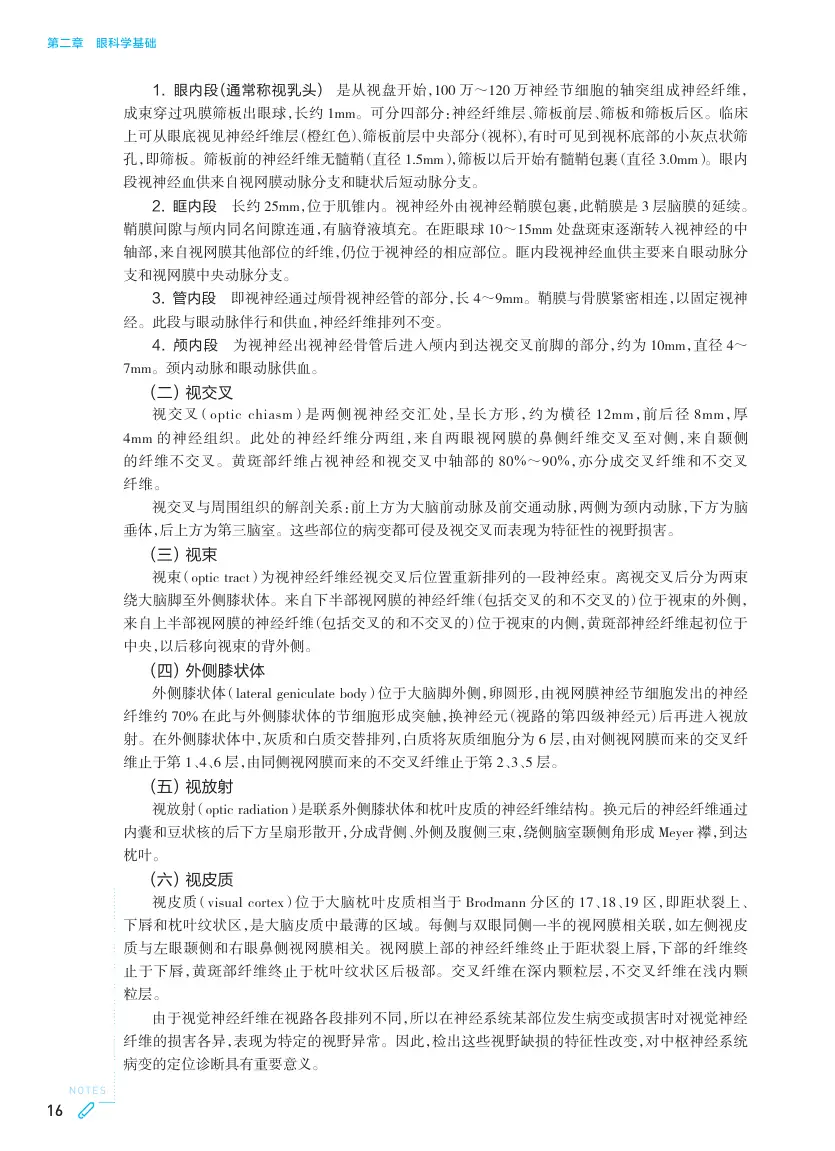 第二章 眼科学基础
1. 眼内段(通常称视乳头) 是从视盘开始,100 万～120 万神经节细胞的轴突组成神经纤维,
成束穿过巩膜筛板出眼球,长约 1mm。可分四部分:神经纤维层、筛板前层、筛板和筛板后区。临床
上可从眼底视见神经纤维层(橙红色)、筛板前层中央部分(视杯),有时可见到视杯底部的小灰点状筛
孔,即筛板。筛板前的神经纤维无髓鞘(直径 1.5mm),筛板以后开始有髓鞘包裹(直径 3.0mm)。眼内
段视神经血供来自视网膜动脉分支和睫状后短动脉分支。
2. 眶内段 长约 25mm,位于肌锥内。视神经外由视神经鞘膜包裹,此鞘膜是 3 层脑膜的延续。
鞘膜间隙与颅内同名间隙连通,有脑脊液填充。在距眼球 10～15mm 处盘斑束逐渐转入视神经的中
轴部,来自视网膜其他部位的纤维,仍位于视神经的相应部位。眶内段视神经血供主要来自眼动脉分
支和视网膜中央动脉分支。
3. 管内段 即视神经通过颅骨视神经管的部分,长 4～9mm。鞘膜与骨膜紧密相连,以固定视神
经。此段与眼动脉伴行和供血,神经纤维排列不变。
4. 颅内段 为视神经出视神经骨管后进入颅内到达视交叉前脚的部分,约为 10mm,直径 4～
7mm。颈内动脉和眼动脉供血。
(二)视交叉
视交叉(optic chiasm)是两侧视神经交汇处,呈长方形,约为横径 12mm,前后径 8mm,厚
4mm 的神经组织。此处的神经纤维分两组,来自两眼视网膜的鼻侧纤维交叉至对侧,来自颞侧
的纤维不交叉。黄斑部纤维占视神经和视交叉中轴部的 80%～90%,亦分成交叉纤维和不交叉
纤维。
视交叉与周围组织的解剖关系:前上方为大脑前动脉及前交通动脉,两侧为颈内动脉,下方为脑
垂体,后上方为第三脑室。这些部位的病变都可侵及视交叉而表现为特征性的视野损害。
(三)视束
视束(optic tract)为视神经纤维经视交叉后位置重新排列的一段神经束。离视交叉后分为两束
绕大脑脚至外侧膝状体。来自下半部视网膜的神经纤维(包括交叉的和不交叉的)位于视束的外侧,
来自上半部视网膜的神经纤维(包括交叉的和不交叉的)位于视束的内侧,黄斑部神经纤维起初位于
中央,以后移向视束的背外侧。
(四)外侧膝状体
外侧膝状体(lateral geniculate body)位于大脑脚外侧,卵圆形,由视网膜神经节细胞发出的神经
纤维约 70% 在此与外侧膝状体的节细胞形成突触,换神经元(视路的第四级神经元)后再进入视放
射。在外侧膝状体中,灰质和白质交替排列,白质将灰质细胞分为 6 层,由对侧视网膜而来的交叉纤
维止于第 1、4、6 层,由同侧视网膜而来的不交叉纤维止于第 2、3、5 层。
(五)视放射
视放射(optic radiation)是联系外侧膝状体和枕叶皮质的神经纤维结构。换元后的神经纤维通过
内囊和豆状核的后下方呈扇形散开,分成背侧、外侧及腹侧三束,绕侧脑室颞侧角形成 Meyer 襻,到达
枕叶。
(六)视皮质
视皮质(visual cortex)位于大脑枕叶皮质相当于 Brodmann 分区的 17、18、19 区,即距状裂上、
下唇和枕叶纹状区,是大脑皮质中最薄的区域。每侧与双眼同侧一半的视网膜相关联,如左侧视皮
质与左眼颞侧和右眼鼻侧视网膜相关。视网膜上部的神经纤维终止于距状裂上唇,下部的纤维终
止于下唇,黄斑部纤维终止于枕叶纹状区后极部。交叉纤维在深内颗粒层,不交叉纤维在浅内颗
粒层。
由于视觉神经纤维在视路各段排列不同,所以在神经系统某部位发生病变或损害时对视觉神经
纤维的损害各异,表现为特定的视野异常。因此,检出这些视野缺损的特征性改变,对中枢神经系统
病变的定位诊断具有重要意义。
NOTES
16